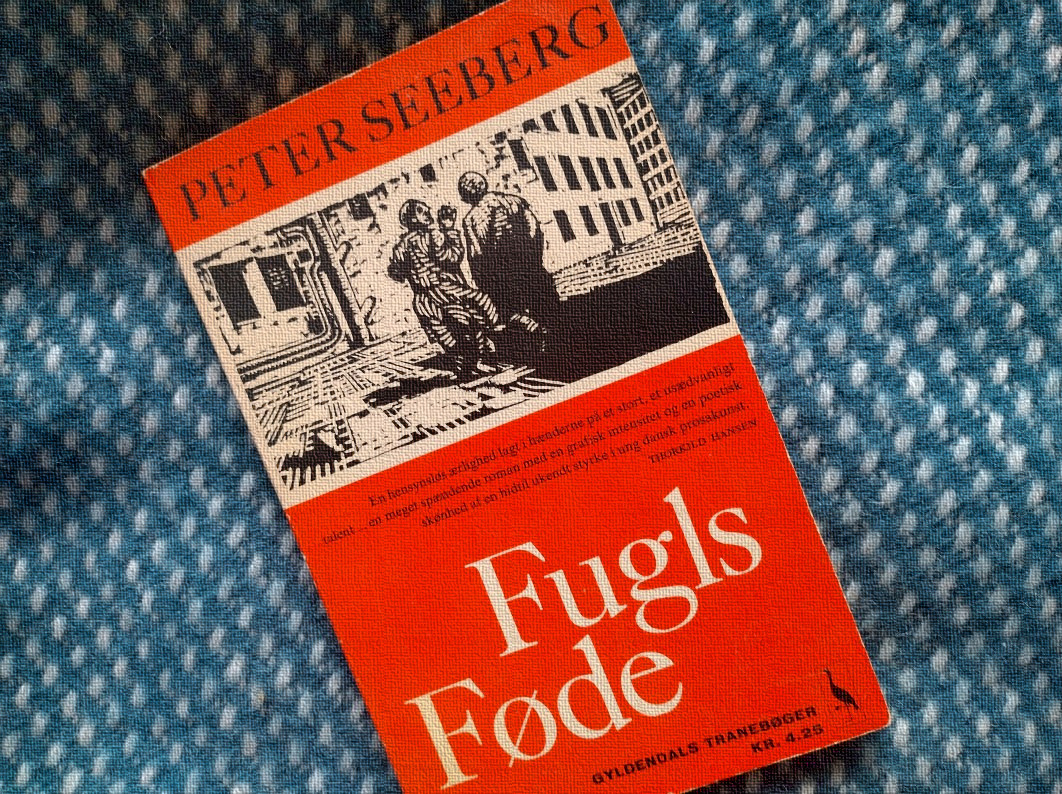 PETER SEEBERG
En hensynsløs ærlighed lagt i hænderne på et stort, et usædvanligt
talent ... en meget spændende roman med en grafisk intensitet og en poetisk
skønhed af en hidtil ukendt styrke i ung dansk prosakunst.
THORKILD HANSEN
Fugls
Føde
GYLDENDALS TRANEBØGER
KR. 4.25